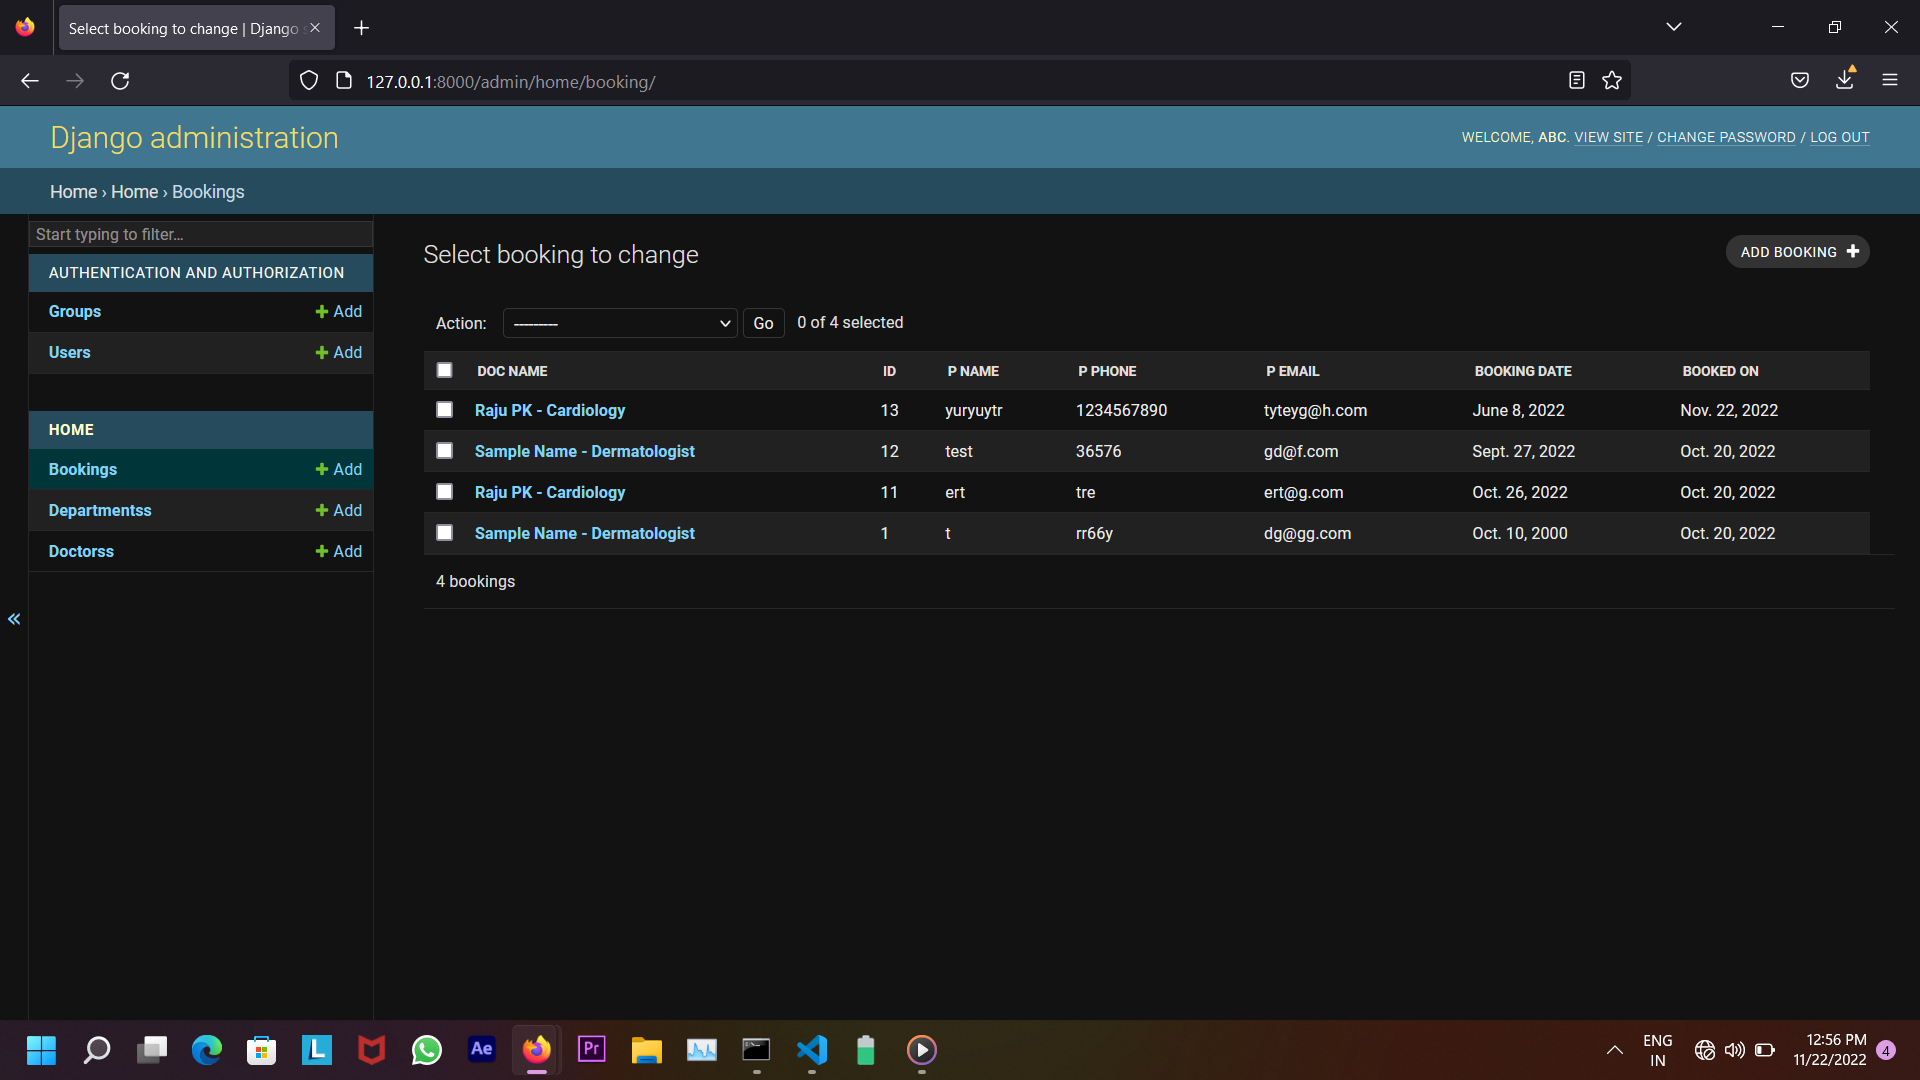 Select booking to change | Django s
127.0.0.1:8000/admin/home/booking/
Django administration
WELCOME, ABC. VIEW SITE / CHANGE PASSWORD / LOG OUT
Home › Home › Bookings
Start typing to filter…
AUTHENTICATION AND AUTHORIZATION
Groups + Add
Users + Add
HOME
Bookings + Add
Departmentss + Add
Doctorss + Add
«
Select booking to change
ADD BOOKING +
Action: --------- Go 0 of 4 selected
DOC NAME ID P NAME P PHONE P EMAIL BOOKING DATE BOOKED ON
Raju PK - Cardiology 13 yuryuytr 1234567890 tyteyg@h.com June 8, 2022 Nov. 22, 2022
Sample Name - Dermatologist 12 test 36576 gd@f.com Sept. 27, 2022 Oct. 20, 2022
Raju PK - Cardiology 11 ert tre ert@g.com Oct. 26, 2022 Oct. 20, 2022
Sample Name - Dermatologist 1 t rr66y dg@gg.com Oct. 10, 2000 Oct. 20, 2022
4 bookings
L Ae Pr
ENG
IN
12:56 PM
11/22/2022
4